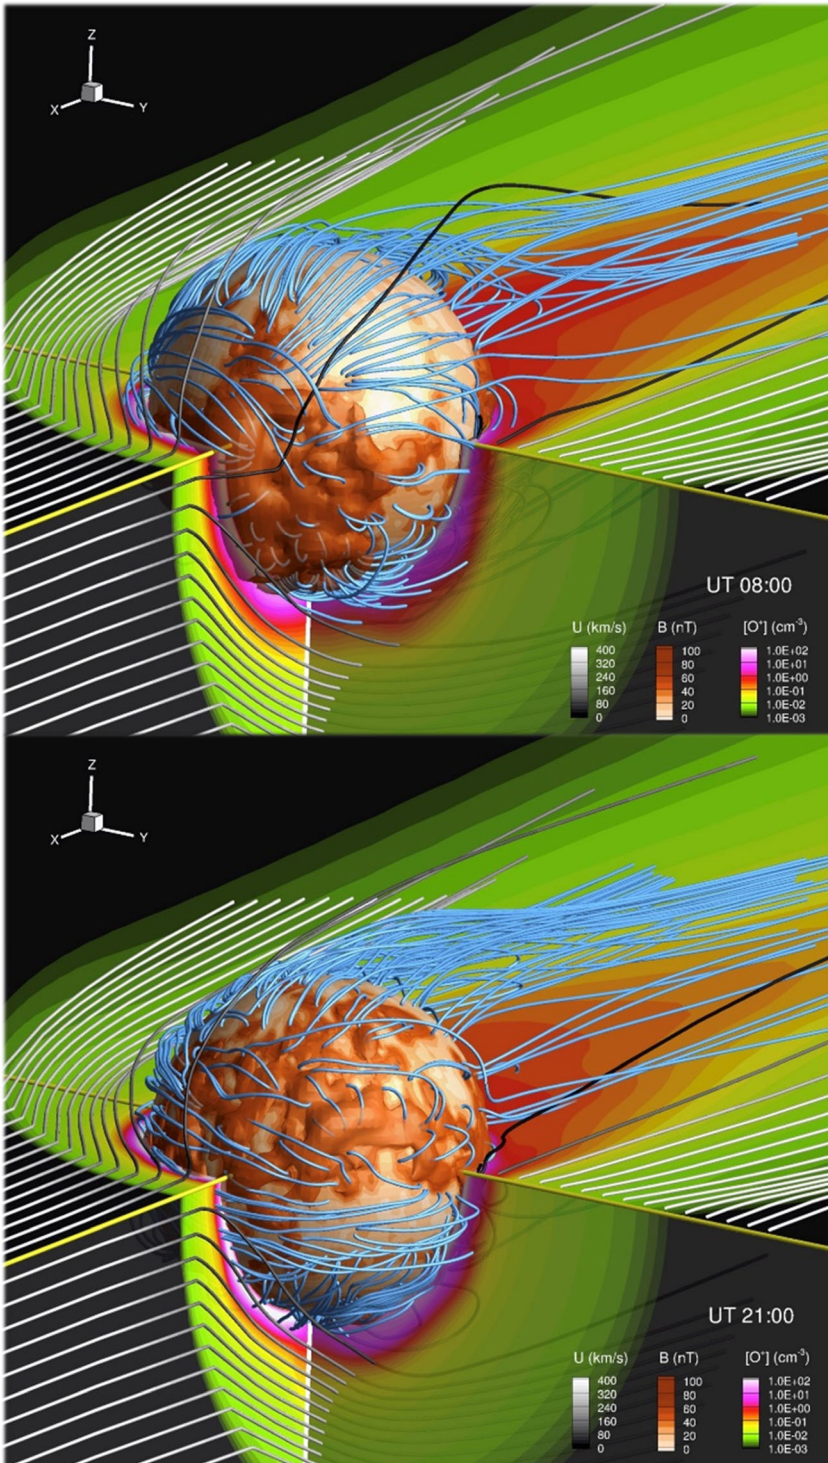 Z
X
Y
UT 08:00
U (km/s) B (nT) [O⁺] (cm⁻³)
400 100 1.0E+02
320 80 1.0E+01
240 60 1.0E+00
160 40 1.0E-01
80 20 1.0E-02
0 0 1.0E-03
Z
X
Y
UT 21:00
U (km/s) B (nT) [O⁺] (cm⁻³)
400 100 1.0E+02
320 80 1.0E+01
240 60 1.0E+00
160 40 1.0E-01
80 20 1.0E-02
0 0 1.0E-03